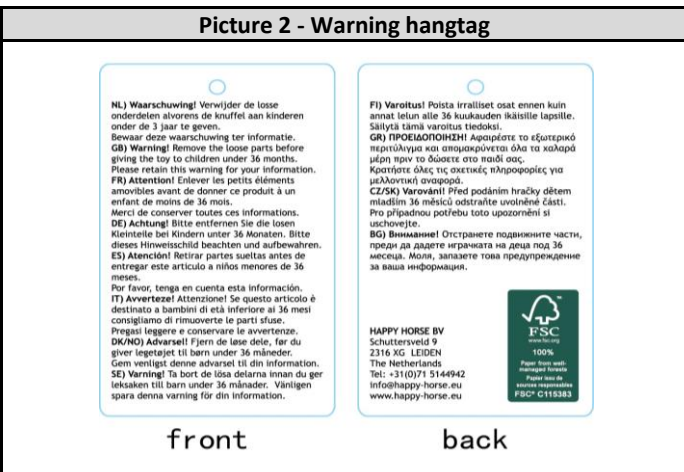 Picture 2 - Warning hangtag
NL) Waarschuwing! Verwijder de losse
onderdelen alvorens de knuffel aan kinderen
onder de 3 jaar te geven.
Bewaar deze waarschuwing ter informatie.
GB) Warning! Remove the loose parts before
giving the toy to children under 36 months.
Please retain this warning for your information.
FR) Attention! Enlever les petits éléments
amovibles avant de donner ce produit à un
enfant de moins de 36 mois.
Merci de conserver toutes ces informations.
DE) Achtung! Bitte entfernen Sie die losen
Kleinteile bei Kindern unter 36 Monaten. Bitte
dieses Hinweisschild beachten und aufbewahren.
ES) Atención! Retirar partes sueltas antes de
entregar este artículo a niños menores de 36
meses.
Por favor, tenga en cuenta esta información.
IT) Avverteze! Attenzione! Se questo articolo è
destinato a bambini di età inferiore ai 36 mesi
consigliamo di rimuoverte le parti sfuse.
Pregasi leggere e conservare le avvertenze.
DK/NO) Advarsel! Fjern de løse dele, før du
giver legetøjet til børn under 36 måneder.
Gem venligst denne advarsel til din information.
SE) Varning! Ta bort de lösa delarna innan du ger
leksaken till barn under 36 månader. Vänligen
spara denna varning för din information.
front
FI) Varoitus! Poista irralliset osat ennen kuin
annat lelun alle 36 kuukauden ikäisille lapsille.
Säilytä tämä varoitus tiedoksi.
GR) ΠΡΟΕΙΔΟΠΟΙΗΣΗ! Αφαιρέστε το εξωτερικό
περιτύλιγμα και απομακρύνεται όλα τα χαλαρά
μέρη πριν το δώσετε στο παιδί σας.
Κρατήστε όλες τις σχετικές πληροφορίες για
μελλοντική αναφορά.
CZ/SK) Varování! Před podáním hračky dětem
mladším 36 měsíců odstraňte uvolněné části.
Pro případnou potřebu toto upozornění si
uschovejte.
BG) Внимание! Отстранете подвижните части,
преди да дадете играчката на деца под 36
месеца. Моля, запазете това предупреждение
за ваша информация.
HAPPY HORSE BV
Schuttersveld 9
2316 XG LEIDEN
The Netherlands
Tel: +31(0)71 5144942
info@happy-horse.eu
www.happy-horse.eu
FSC
www.fsc.org
100%
Paper from well-
managed forests
Papier issu de
sources responsables
FSC® C115383
back